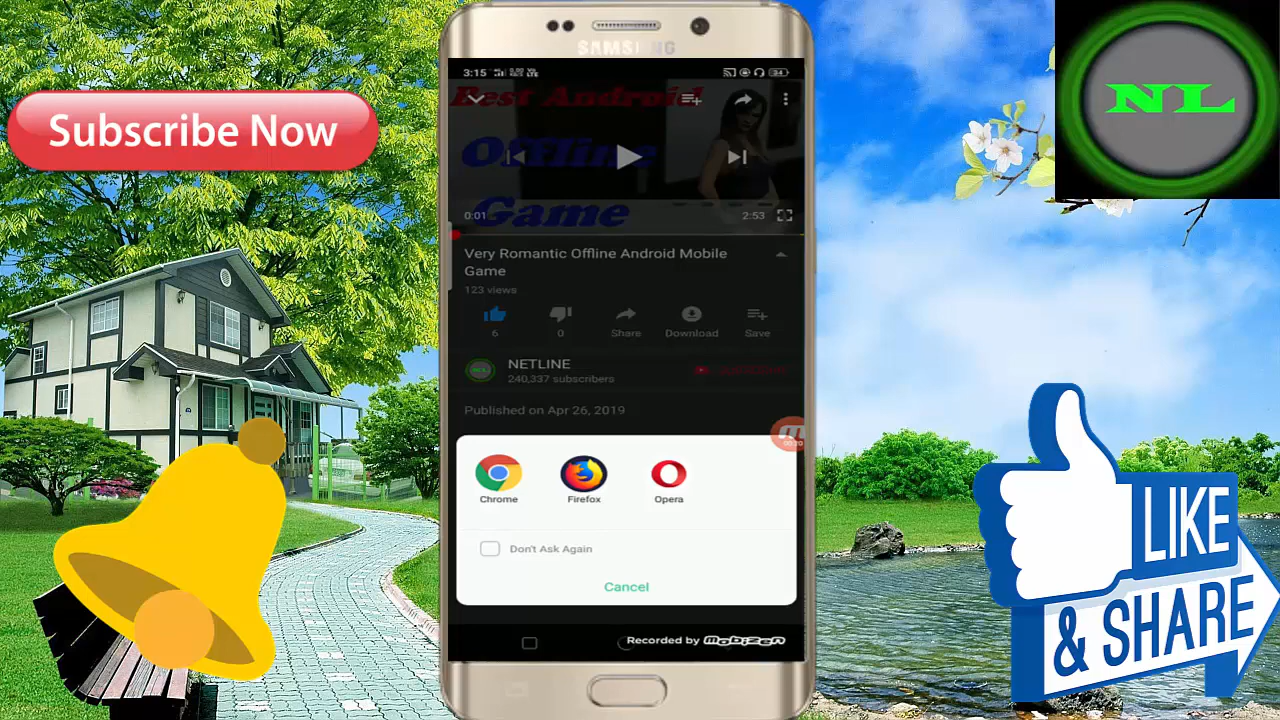 SAMSUNG
Subscribe Now
NL
3:15
34
Best Android
Offline
Game
0:01
2:53
Very Romantic Offline Android Mobile
Game
123 views
6
0
Share
Download
Save
NL
NETLINE
240,337 subscribers
Published on Apr 26, 2019
Chrome
Firefox
Opera
Don't Ask Again
Cancel
Recorded by mobizen
LIKE
& SHARE